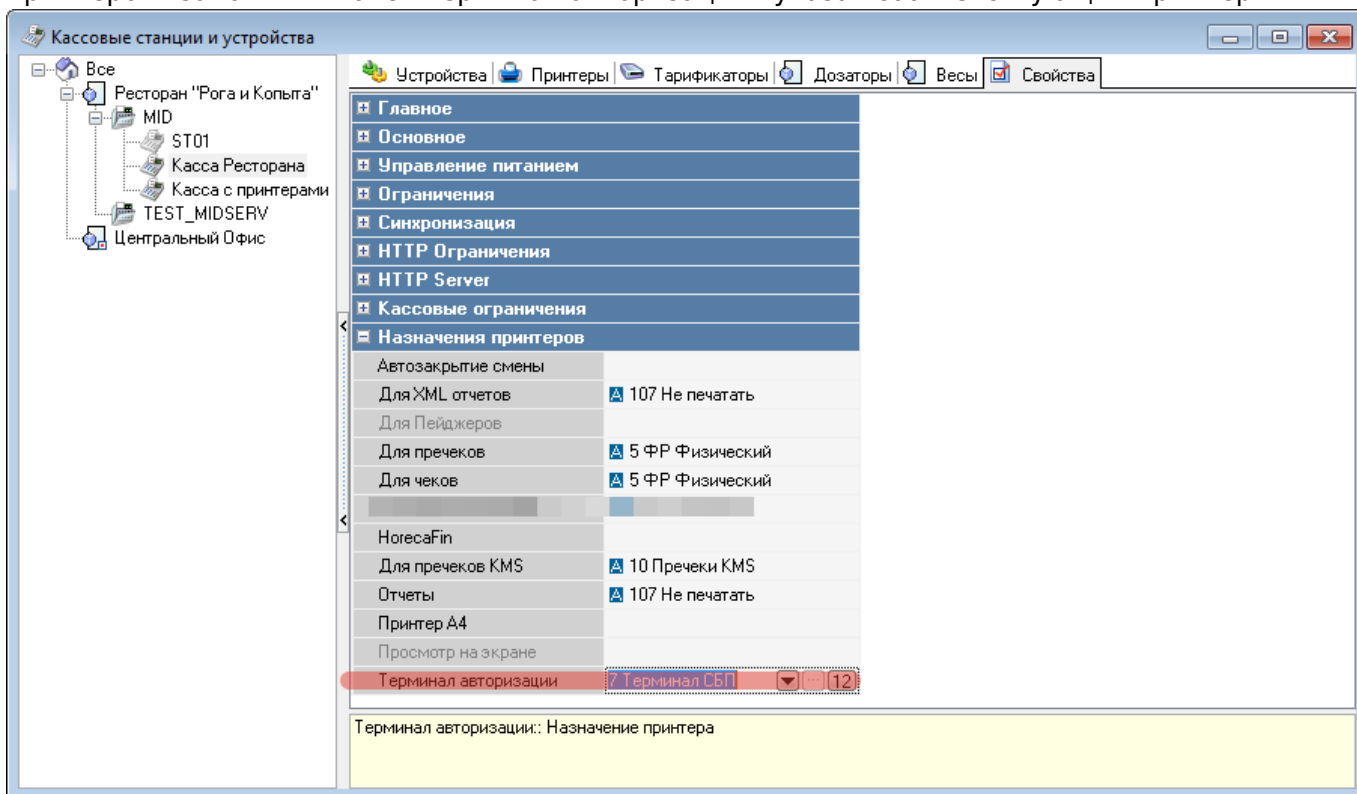 Кассовые станции и устройства
Все
Ресторан "Рога и Копыта"
MID
ST01
Касса Ресторана
Касса с принтерами
TEST_MIDSERV
Центральный Офис
Устройства Принтеры Тарификаторы Дозаторы Весы Свойства
Главное
Основное
Управление питанием
Ограничения
Синхронизация
HTTP Ограничения
HTTP Server
Кассовые ограничения
Назначения принтеров
Автозакрытие смены
Для XML отчетов A 107 Не печатать
Для Пейджеров
Для пречеков A 5 ФР Физический
Для чеков A 5 ФР Физический
HorecaFin
Для пречеков KMS A 10 Пречеки KMS
Отчеты A 107 Не печатать
Принтер А4
Просмотр на экране
Терминал авторизации 7 Терминал СБП 12
Терминал авторизации:: Назначение принтера